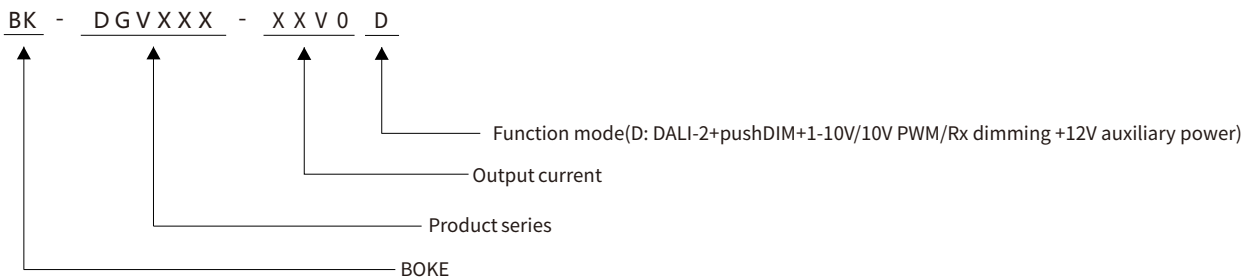 BK - DGVXXX - XXV0 D
Function mode(D: DALI-2+pushDIM+1-10V/10V PWM/Rx dimming +12V auxiliary power)
Output current
Product series
BOKE